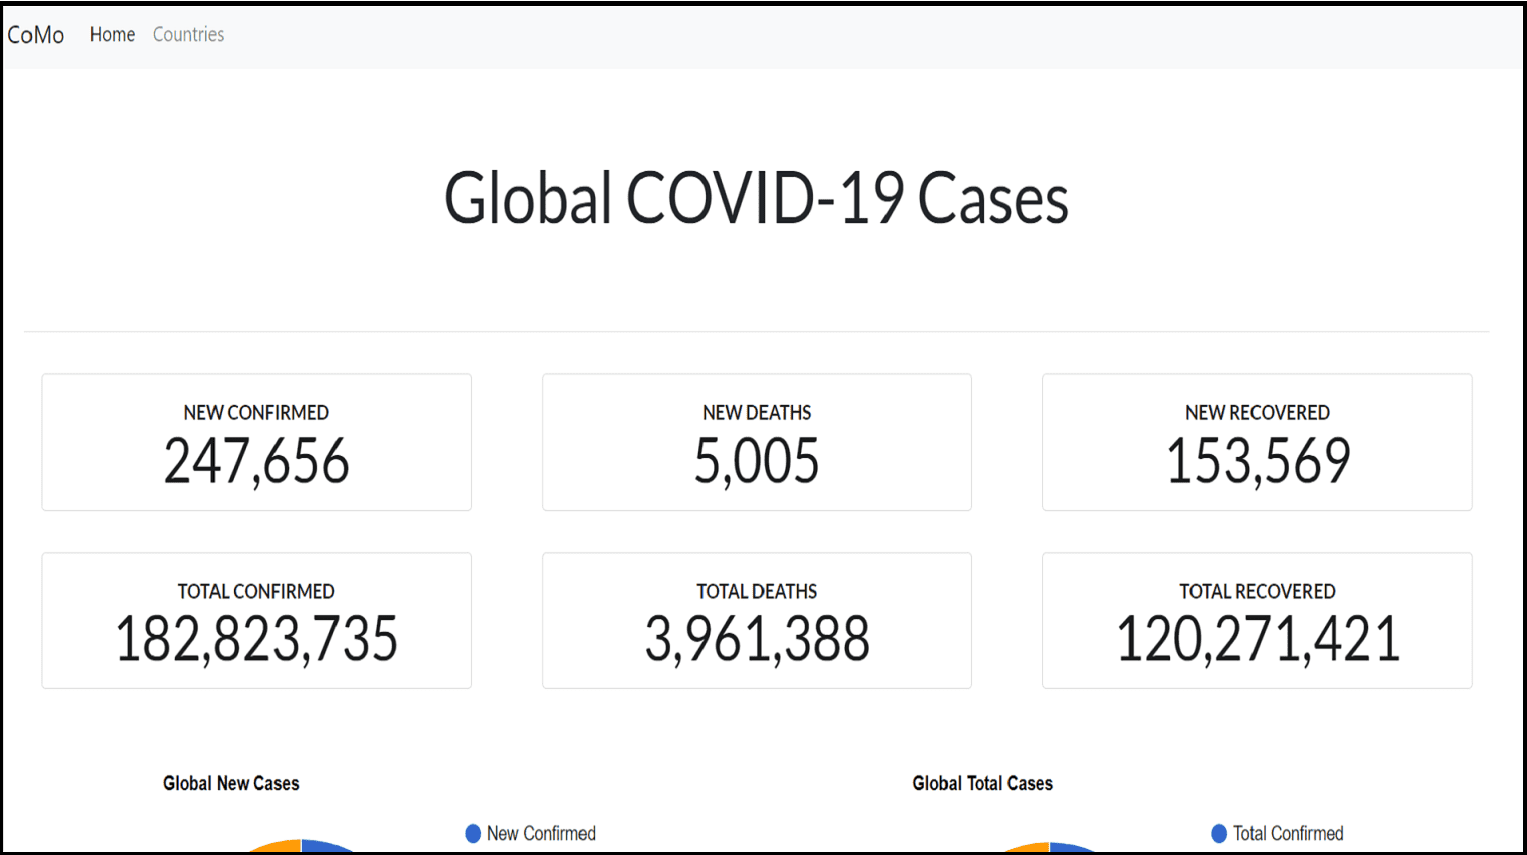 CoMo Home Countries
Global COVID-19 Cases
NEW CONFIRMED
247,656
NEW DEATHS
5,005
NEW RECOVERED
153,569
TOTAL CONFIRMED
182,823,735
TOTAL DEATHS
3,961,388
TOTAL RECOVERED
120,271,421
Global New Cases
New Confirmed
Global Total Cases
Total Confirmed